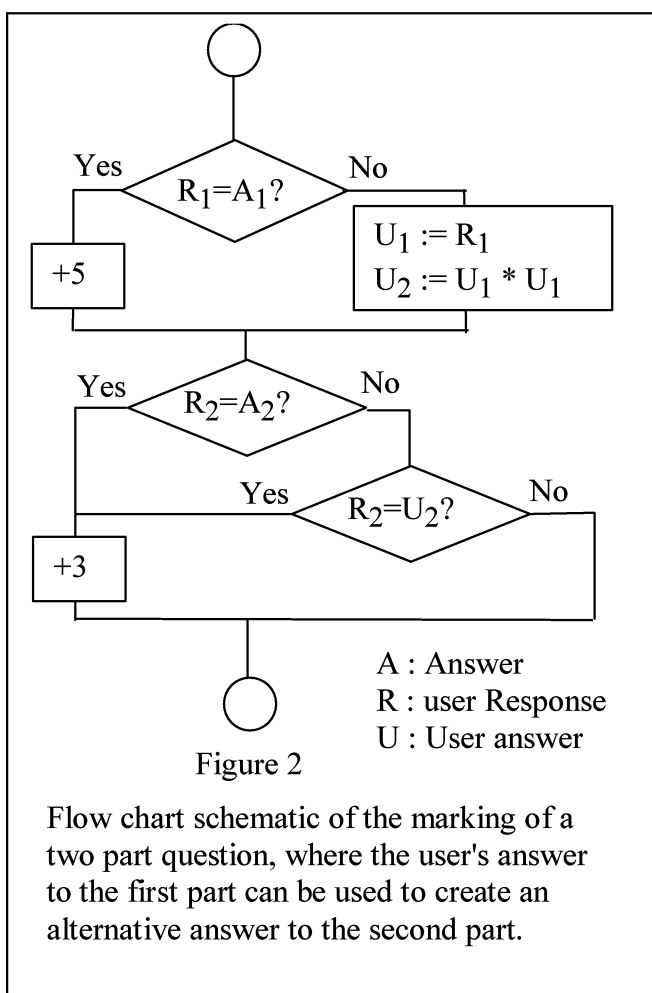 R₁=A₁?
Yes
No
+5
U₁ := R₁
U₂ := U₁ * U₁
R₂=A₂?
Yes
No
R₂=U₂?
Yes
No
+3
A : Answer
R : user Response
U : User answer
Figure 2
Flow chart schematic of the marking of a
two part question, where the user's answer
to the first part can be used to create an
alternative answer to the second part.